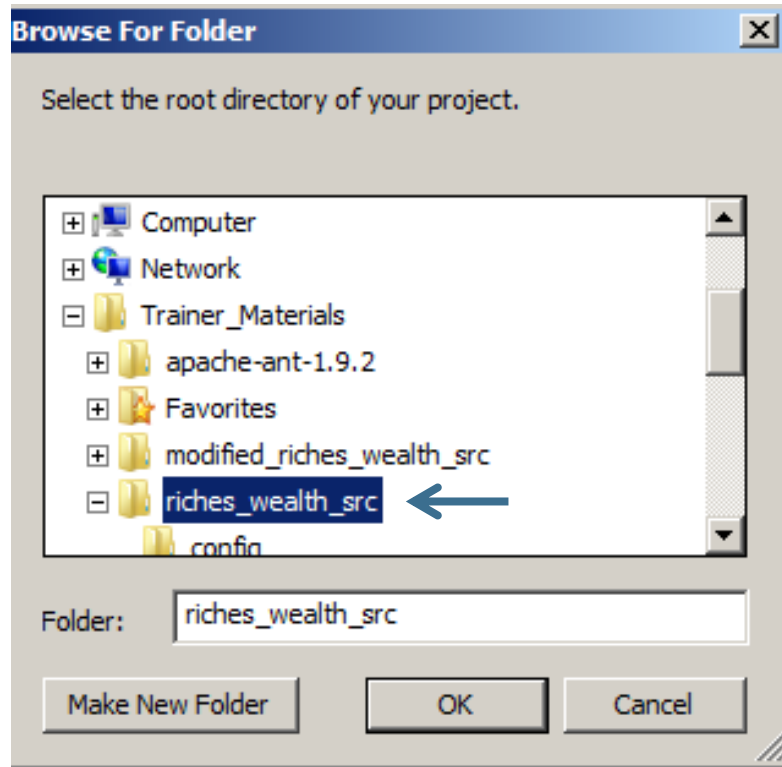 Browse For Folder
Select the root directory of your project.
Computer
Network
Trainer_Materials
apache-ant-1.9.2
Favorites
modified_riches_wealth_src
riches_wealth_src
config
Folder: riches_wealth_src
Make New Folder OK Cancel